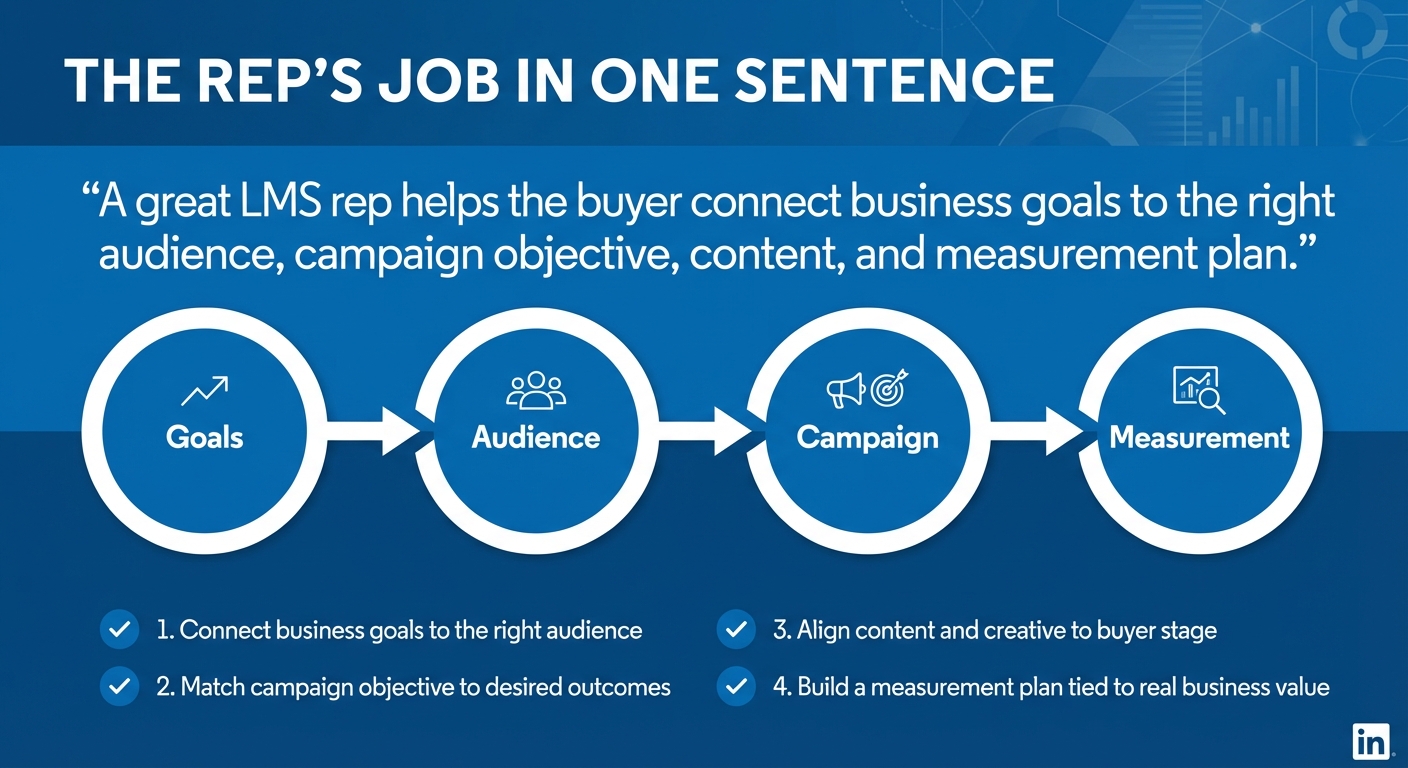 THE REP’S JOB IN ONE SENTENCE
“A great LMS rep helps the buyer connect business goals to the right
audience, campaign objective, content, and measurement plan.”
Goals
Audience
Campaign
Measurement
1. Connect business goals to the right audience
2. Match campaign objective to desired outcomes
3. Align content and creative to buyer stage
4. Build a measurement plan tied to real business value
in